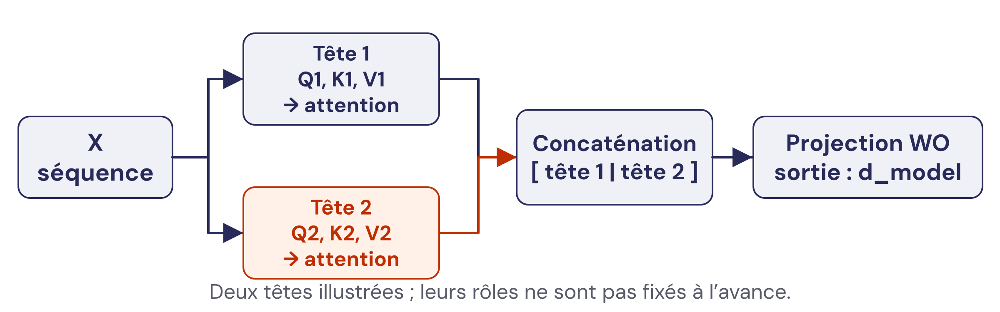 X
séquence
Tête 1
Q1, K1, V1
→ attention
Tête 2
Q2, K2, V2
→ attention
Concaténation
[ tête 1 | tête 2 ]
Projection WO
sortie : d_model
Deux têtes illustrées ; leurs rôles ne sont pas fixés à l’avance.